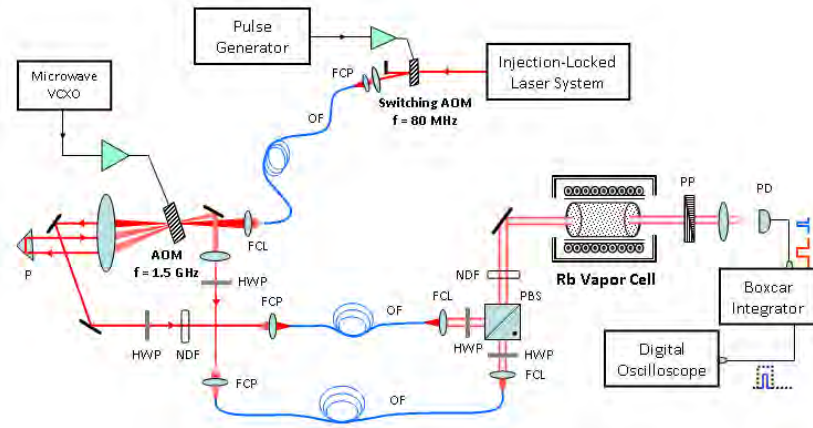 Pulse
Generator
Injection-Locked
Laser System
FCP
Switching AOM
f = 80 MHz
OF
Microwave
VCXO
FCL
AOM
f = 1.5 GHz
P
HWP
FCP
OF
HWP
NDF
FCP
OF
FCL
HWP
NDF
PBS
HWP
FCL
Rb Vapor Cell
PP
PD
Boxcar
Integrator
Digital
Oscilloscope